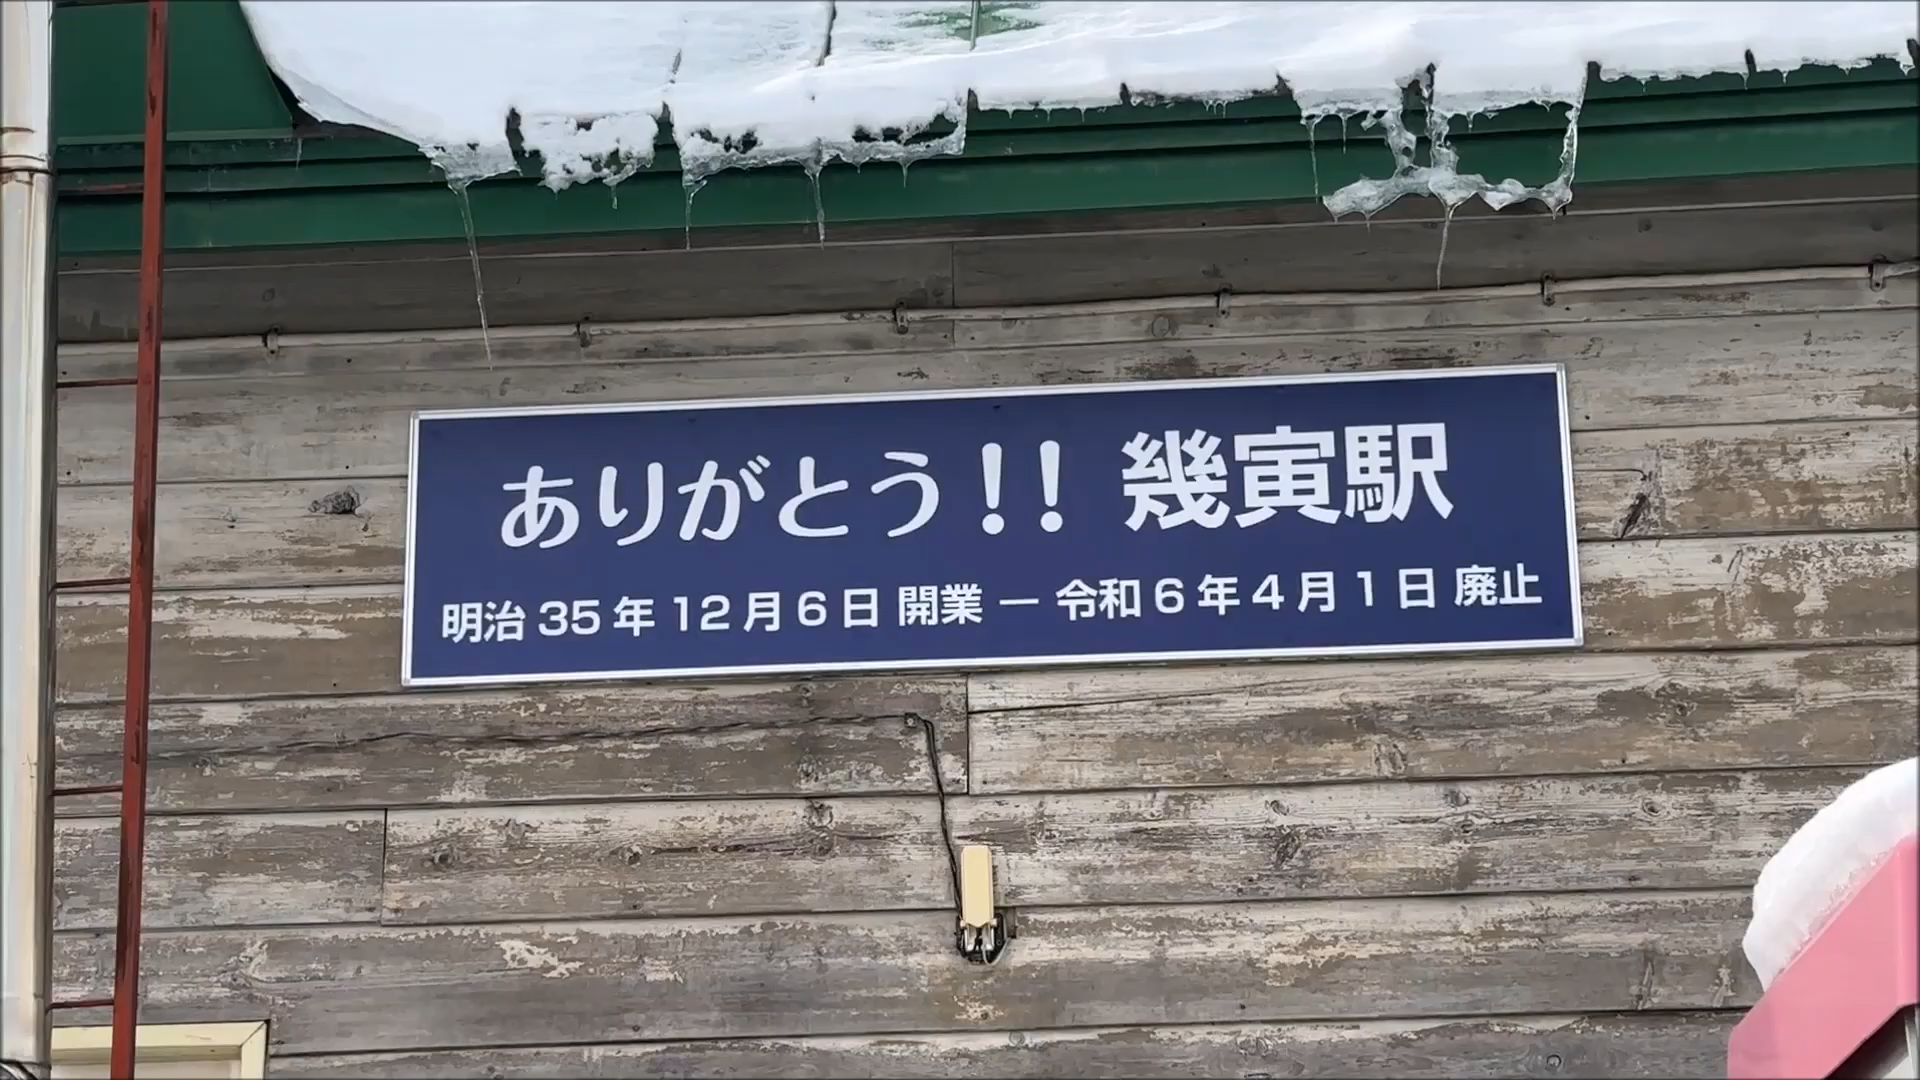 ありがとう!! 幾寅駅
明治35年12月6日 開業 ー 令和6年4月1日 廃止